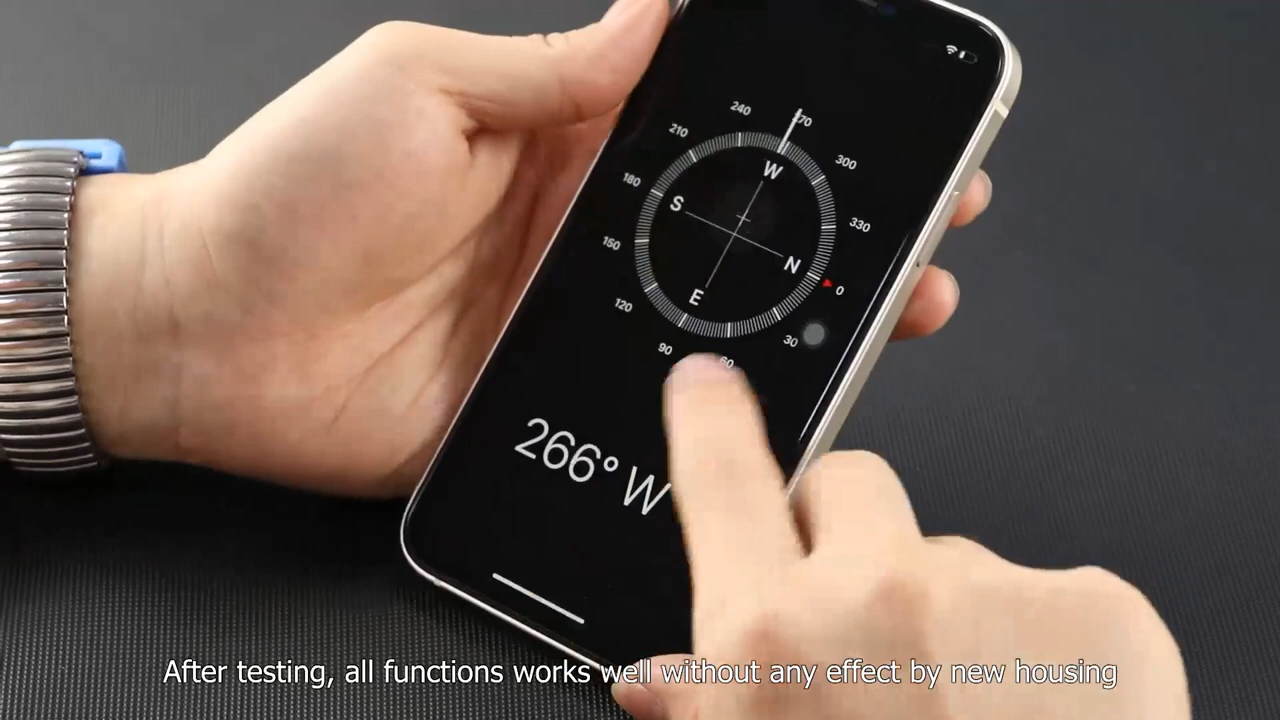 240
270
210
300
W
180
S
330
150
N
0
E
120
30
90
60
266° W
After testing, all functions works well without any effect by new housing